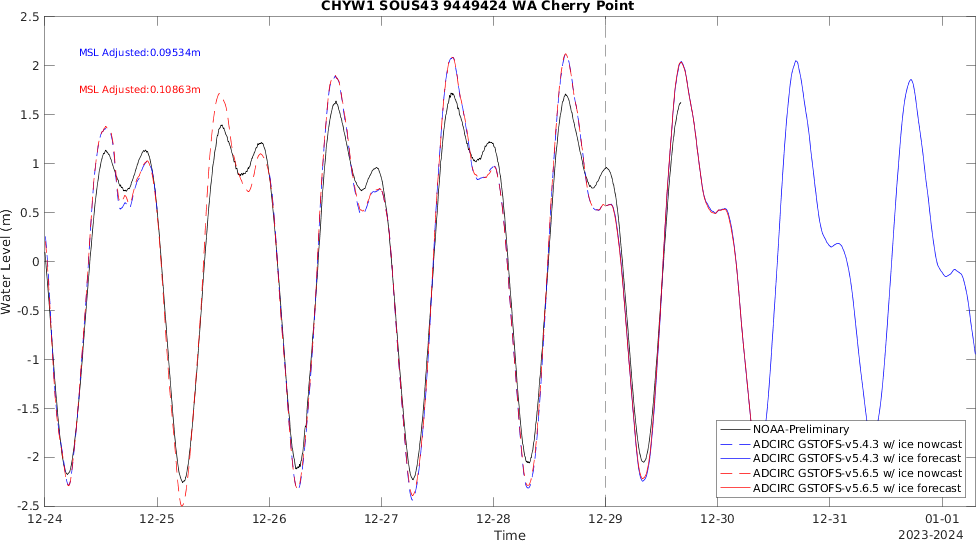 CHYW1 SOUS43 9449424 WA Cherry Point
2.5
2
1.5
1
0.5
0
-0.5
-1
-1.5
-2
-2.5
Water Level (m)
MSL Adjusted:0.09534m
MSL Adjusted:0.10863m
NOAA-Preliminary
ADCIRC GSTOFS-v5.4.3 w/ ice nowcast
ADCIRC GSTOFS-v5.4.3 w/ ice forecast
ADCIRC GSTOFS-v5.6.5 w/ ice nowcast
ADCIRC GSTOFS-v5.6.5 w/ ice forecast
12-24 12-25 12-26 12-27 12-28 12-29 12-30 12-31 01-01
Time
2023-2024